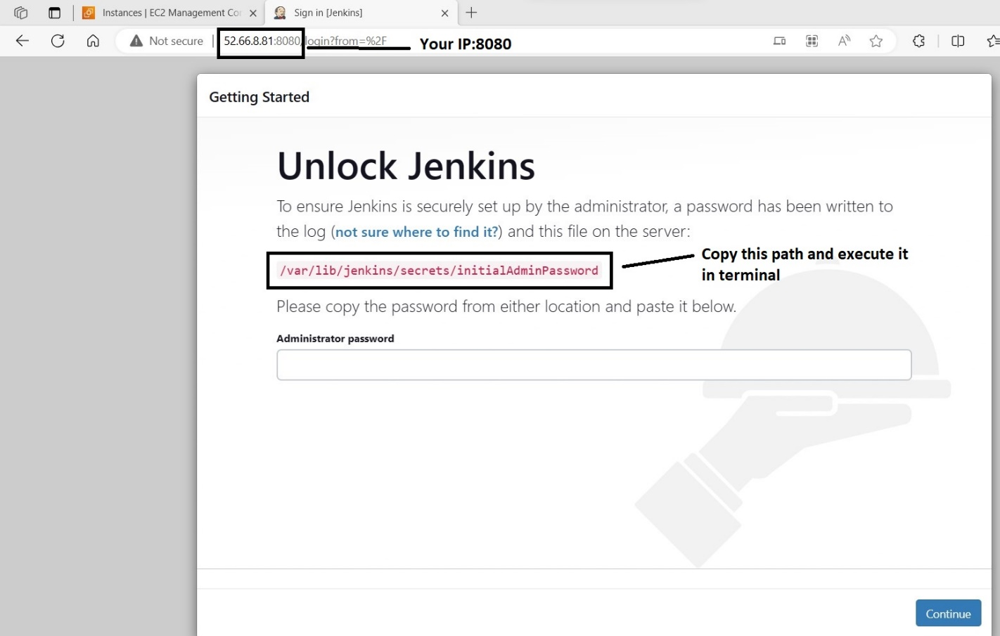 Instances | EC2 Management Cor
Sign in [Jenkins]
Not secure
52.66.8.81:8080/login?from=%2F
Your IP:8080
Getting Started
Unlock Jenkins
To ensure Jenkins is securely set up by the administrator, a password has been written to
the log (not sure where to find it?) and this file on the server:
/var/lib/jenkins/secrets/initialAdminPassword
Copy this path and execute it
in terminal
Please copy the password from either location and paste it below.
Administrator password
Continue